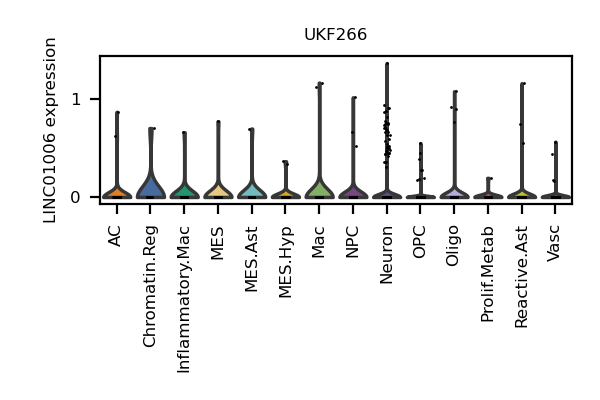 UKF266
LINC01006 expression
1
0
AC
Chromatin.Reg
Inflammatory.Mac
MES
MES.Ast
MES.Hyp
Mac
NPC
Neuron
OPC
Oligo
Prolif.Metab
Reactive.Ast
Vasc